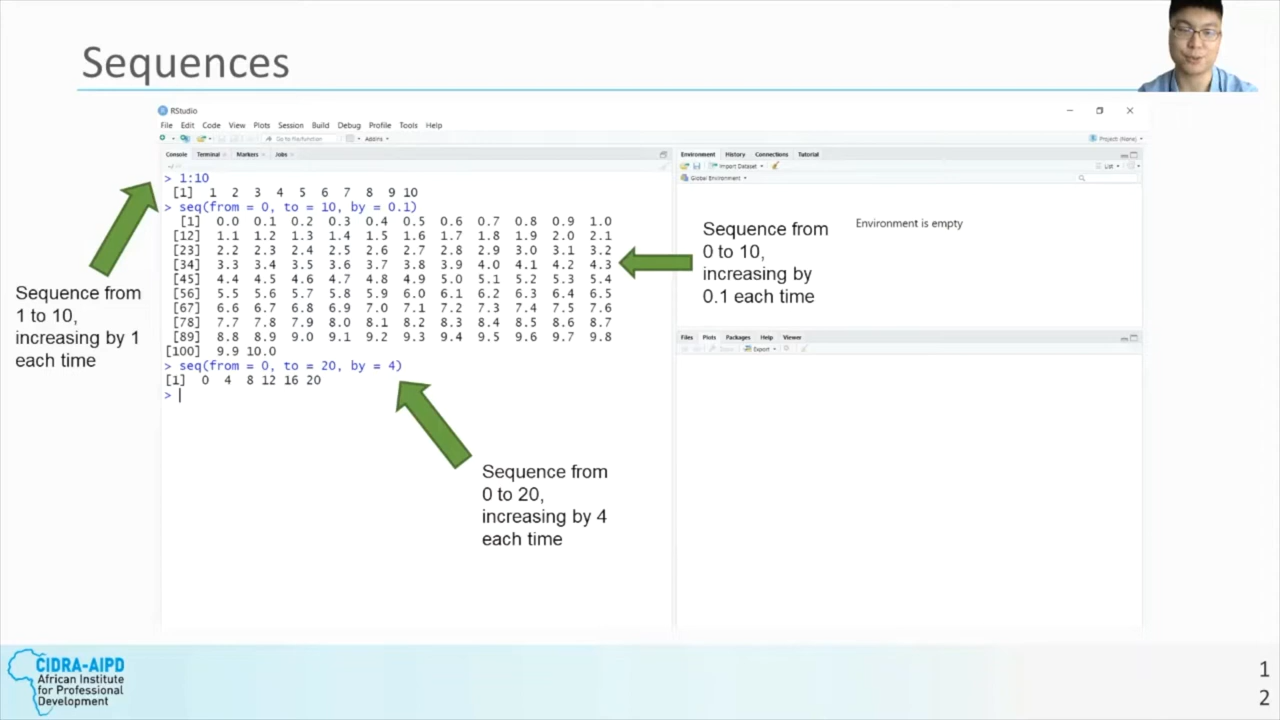 Sequences
RStudio
File Edit Code View Plots Session Build Debug Profile Tools Help
Go to file/function
Addins
Project: (None)
Console Terminal Markers Jobs
> 1:10
[1] 1 2 3 4 5 6 7 8 9 10
> seq(from = 0, to = 10, by = 0.1)
[1] 0.0 0.1 0.2 0.3 0.4 0.5 0.6 0.7 0.8 0.9 1.0
[12] 1.1 1.2 1.3 1.4 1.5 1.6 1.7 1.8 1.9 2.0 2.1
[23] 2.2 2.3 2.4 2.5 2.6 2.7 2.8 2.9 3.0 3.1 3.2
[34] 3.3 3.4 3.5 3.6 3.7 3.8 3.9 4.0 4.1 4.2 4.3
[45] 4.4 4.5 4.6 4.7 4.8 4.9 5.0 5.1 5.2 5.3 5.4
[56] 5.5 5.6 5.7 5.8 5.9 6.0 6.1 6.2 6.3 6.4 6.5
[67] 6.6 6.7 6.8 6.9 7.0 7.1 7.2 7.3 7.4 7.5 7.6
[78] 7.7 7.8 7.9 8.0 8.1 8.2 8.3 8.4 8.5 8.6 8.7
[89] 8.8 8.9 9.0 9.1 9.2 9.3 9.4 9.5 9.6 9.7 9.8
[100] 9.9 10.0
> seq(from = 0, to = 20, by = 4)
[1] 0 4 8 12 16 20
>
Environment History Connections Tutorial
Import Dataset
List
Global Environment
Environment is empty
Files Plots Packages Help Viewer
Zoom Export
Sequence from
1 to 10,
increasing by 1
each time
Sequence from
0 to 10,
increasing by
0.1 each time
Sequence from
0 to 20,
increasing by 4
each time
CIDRA-AIPD
African Institute
for Professional
Development
1
2